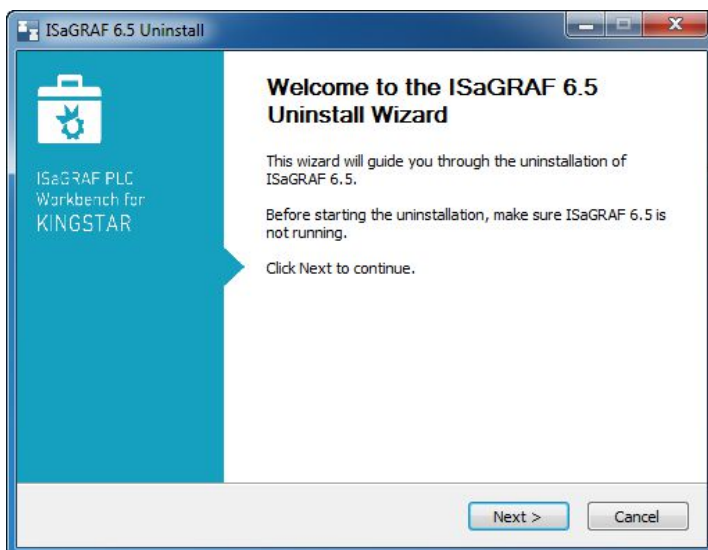 ISaGRAF 6.5 Uninstall
ISaGRAF PLC
Workbench for
KINGSTAR
Welcome to the ISaGRAF 6.5
Uninstall Wizard
This wizard will guide you through the uninstallation of
ISaGRAF 6.5.
Before starting the uninstallation, make sure ISaGRAF 6.5 is
not running.
Click Next to continue.
Next >
Cancel